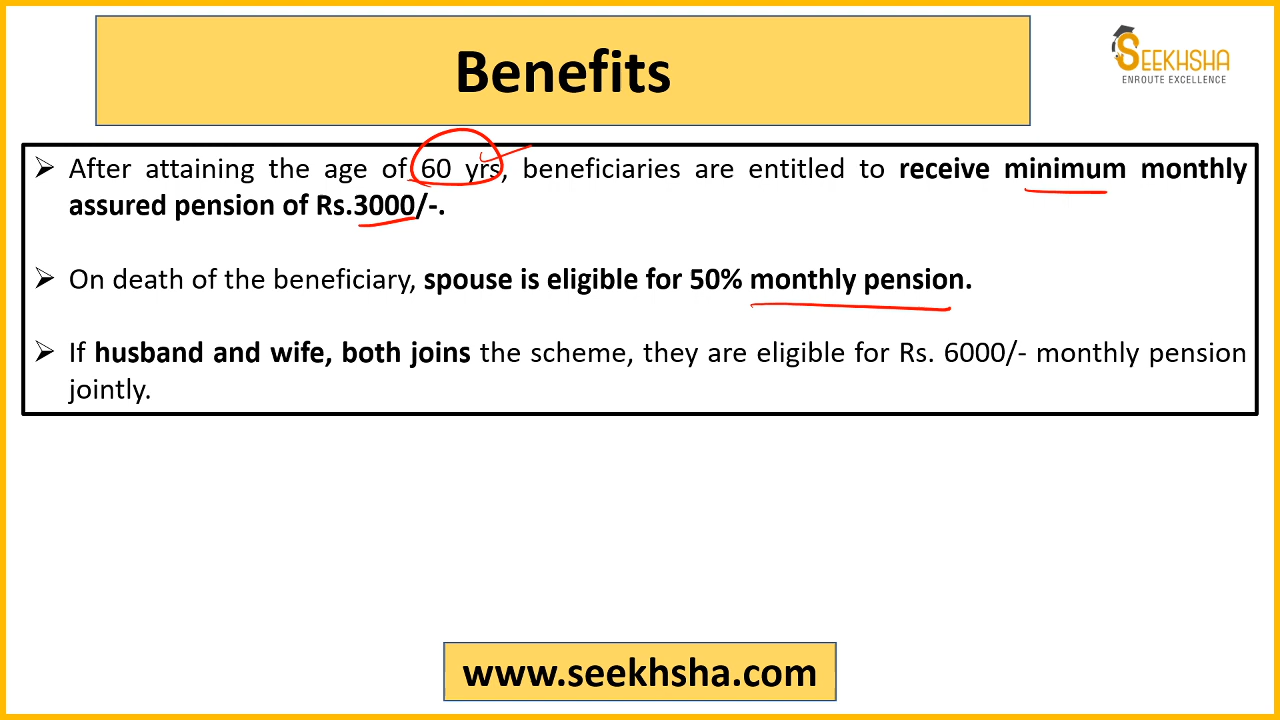 Benefits
SEEKHSHA
ENROUTE EXCELLENCE
➢ After attaining the age of 60 yrs, beneficiaries are entitled to receive minimum monthly
assured pension of Rs.3000/-.
➢ On death of the beneficiary, spouse is eligible for 50% monthly pension.
➢ If husband and wife, both joins the scheme, they are eligible for Rs. 6000/- monthly pension
jointly.
www.seekhsha.com